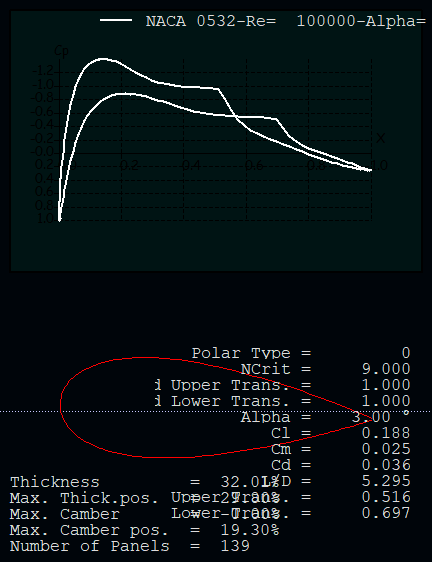 NACA 0532-Re= 100000-Alpha=
Cp
-1.2
-1.0
-0.8
-0.6
-0.4
-0.2
X
0.2
0.2
0.4
0.6
0.8
1.0
0.4
0.6
0.8
1.0
Polar Type = 0
NCrit = 9.000
d Upper Trans. = 1.000
d Lower Trans. = 1.000
Alpha = 3.00 °
Cl = 0.188
Cm = 0.025
Cd = 0.036
L/D = 5.295
Upper Trans. = 0.516
Lower Trans. = 0.697
Thickness = 32.01%
Max. Thick.pos. = 29.30%
Max. Camber = -0.00%
Max. Camber pos. = 19.30%
Number of Panels = 139